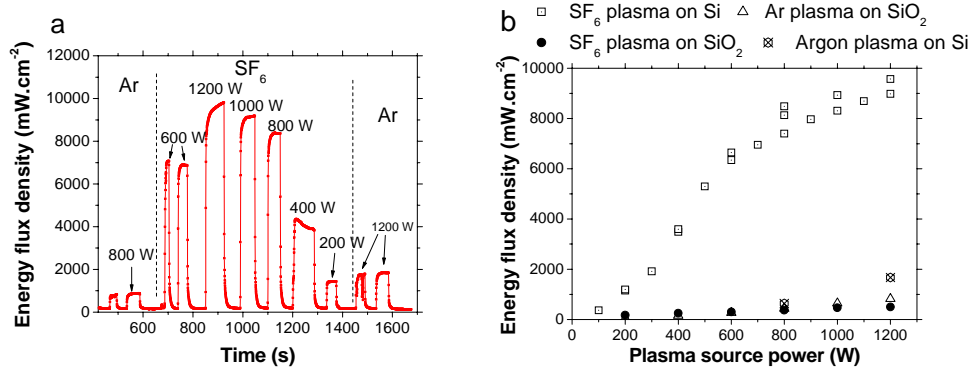 a
Energy flux density (mW.cm⁻²)
12000
10000
8000
6000
4000
2000
0
Ar
SF₆
Ar
1200 W
1000 W
600 W
800 W
400 W
800 W
200 W
1200 W
600
800
1000
1200
1400
1600
Time (s)
b
SF₆ plasma on Si
Ar plasma on SiO₂
SF₆ plasma on SiO₂
Argon plasma on Si
Energy flux density (mW.cm⁻²)
10000
8000
6000
4000
2000
0
0
200
400
600
800
1000
1200
Plasma source power (W)